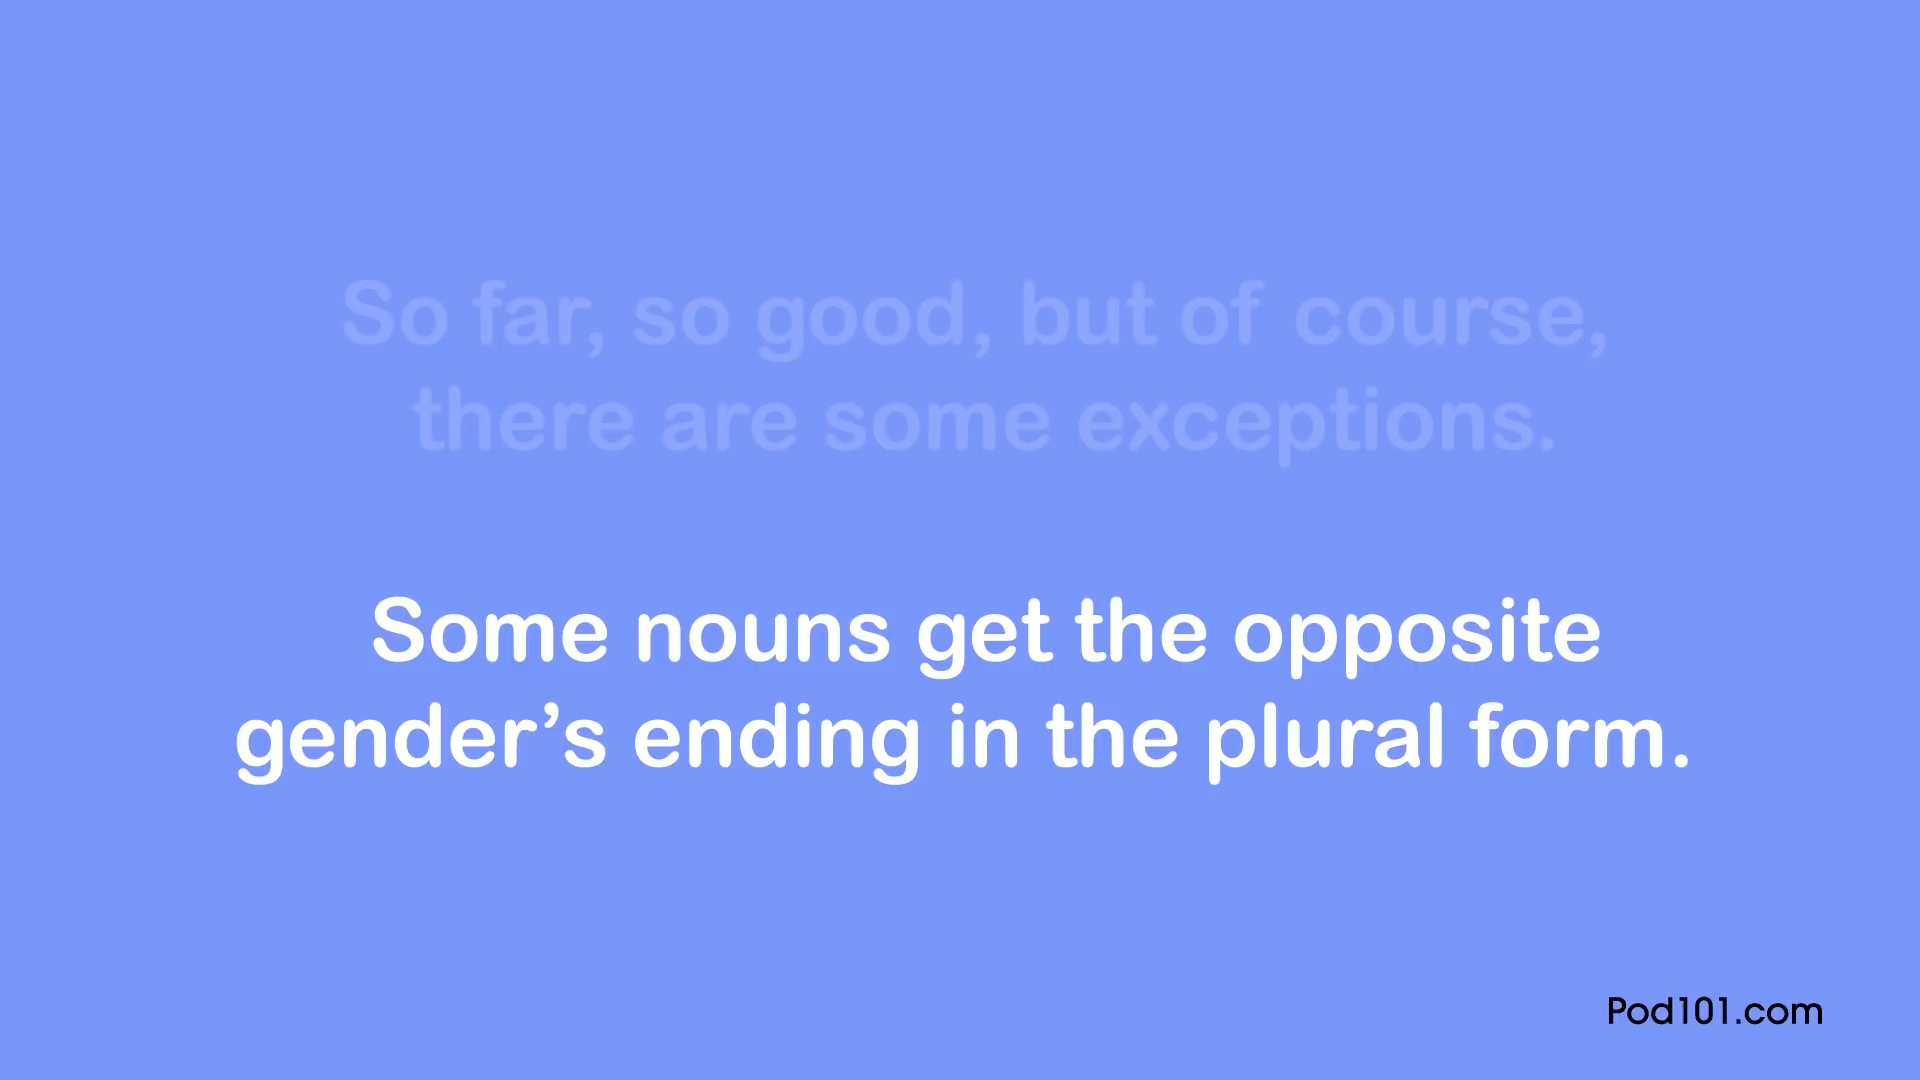 So far, so good, but of course,
there are some exceptions.
Some nouns get the opposite
gender’s ending in the plural form.
Pod101.com